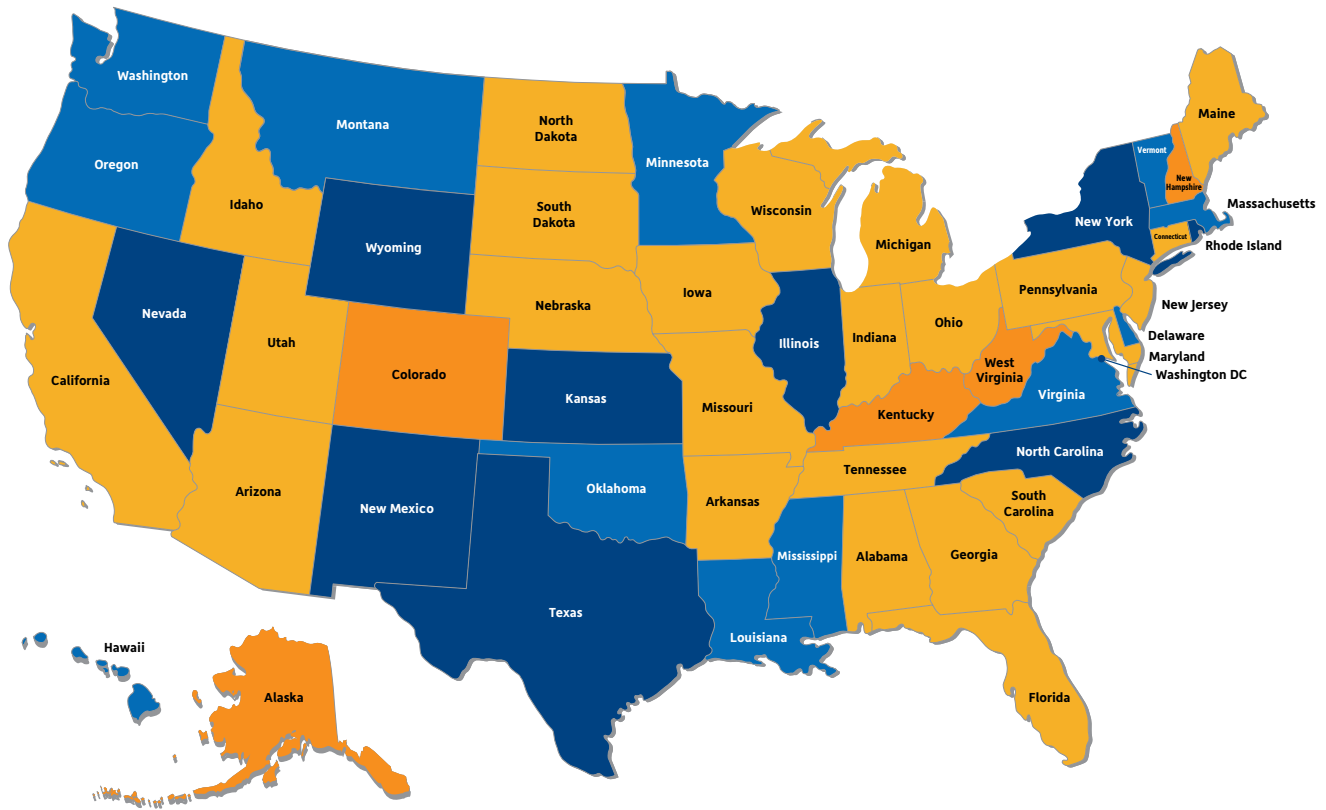 Washington
Montana
North
Dakota
Minnesota
Maine
Oregon
Vermont
New
Hampshire
Idaho
South
Dakota
Wisconsin
Massachusetts
Wyoming
Michigan
New York
Connecticut
Rhode Island
Nevada
Nebraska
Iowa
Pennsylvania
New Jersey
Utah
Illinois
Indiana
Ohio
Delaware
Maryland
Washington DC
California
Colorado
Kansas
Missouri
West
Virginia
Kentucky
Virginia
Arizona
New Mexico
Oklahoma
Arkansas
Tennessee
North Carolina
South
Carolina
Texas
Mississippi
Alabama
Georgia
Louisiana
Hawaii
Alaska
Florida